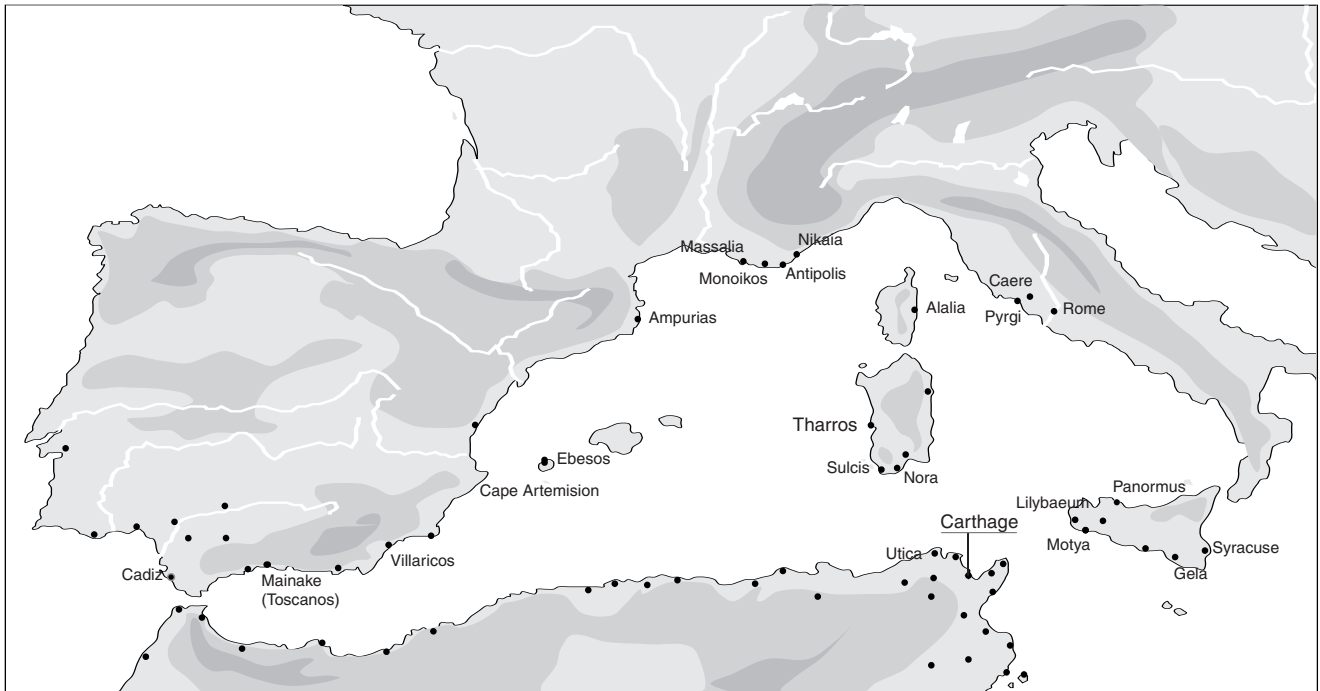 Massalia
Nikaia
Monoikos
Antipolis
Caere
Alalia
Pyrgi
Rome
Ampurias
Tharros
Ebesos
Sulcis
Nora
Cape Artemision
Panormus
Lilybaeum
Carthage
Motya
Syracuse
Utica
Villaricos
Gela
Cadiz
Mainake
(Toscanos)